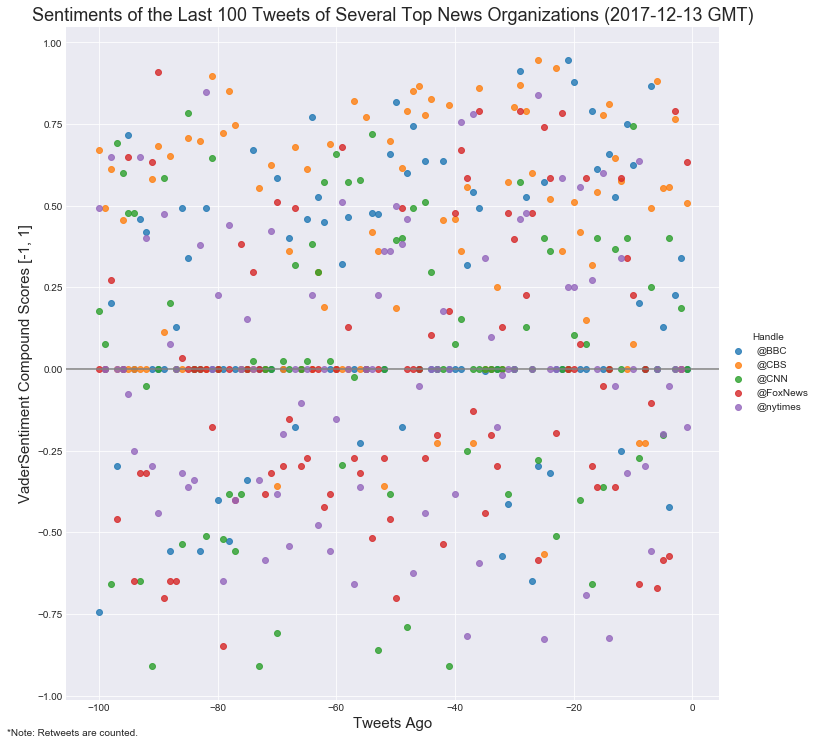 Sentiments of the Last 100 Tweets of Several Top News Organizations (2017-12-13 GMT)
VaderSentiment Compound Scores [-1, 1]
1.00
0.75
0.50
0.25
0.00
−0.25
−0.50
−0.75
−1.00
−100
−80
−60
−40
−20
0
Tweets Ago
Handle
@BBC
@CBS
@CNN
@FoxNews
@nytimes
*Note: Retweets are counted.